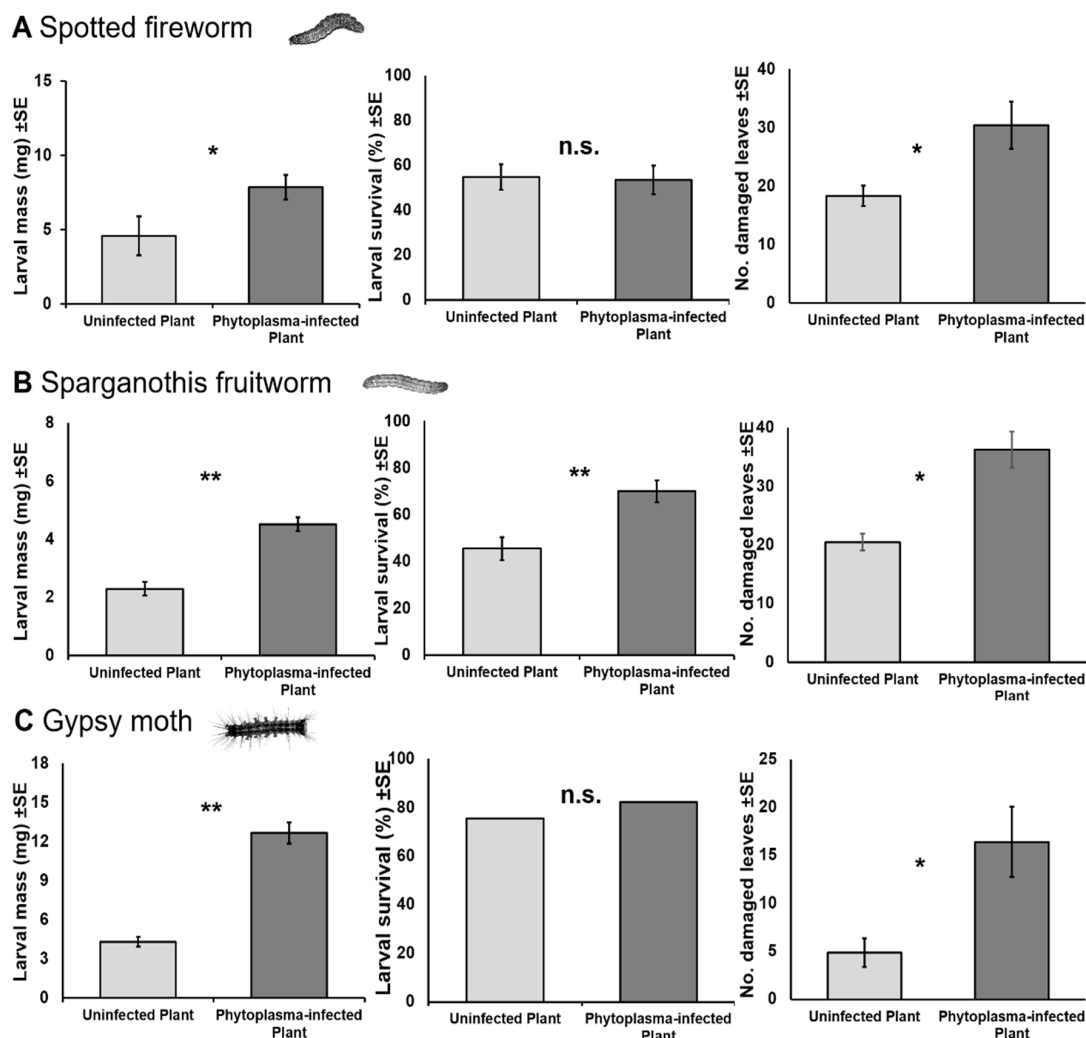 A Spotted fireworm
Larval mass (mg) ±SE
15
10
5
0
*
Uninfected Plant
Phytoplasma-infected
Plant
Larval survival (%) ±SE
100
80
60
40
20
0
n.s.
Uninfected Plant
Phytoplasma-infected
Plant
No. damaged leaves ±SE
40
30
20
10
0
*
Uninfected Plant
Phytoplasma-infected
Plant
B Sparganothis fruitworm
Larval mass (mg) ±SE
8
6
4
2
0
**
Uninfected Plant
Phytoplasma-infected
Plant
Larval survival (%) ±SE
100
80
60
40
20
0
**
Uninfected Plant
Phytoplasma-infected
Plant
No. damaged leaves ±SE
40
30
20
10
0
*
Uninfected Plant
Phytoplasma-infected
Plant
C Gypsy moth
Larval mass (mg) ±SE
18
15
12
9
6
3
0
**
Uninfected Plant
Phytoplasma-infected
Plant
Larval survival (%) ±SE
100
80
60
40
20
0
n.s.
Uninfected Plant
Phytoplasma-infected
Plant
No. damaged leaves ±SE
25
20
15
10
5
0
*
Uninfected Plant
Phytoplasma-infected
Plant